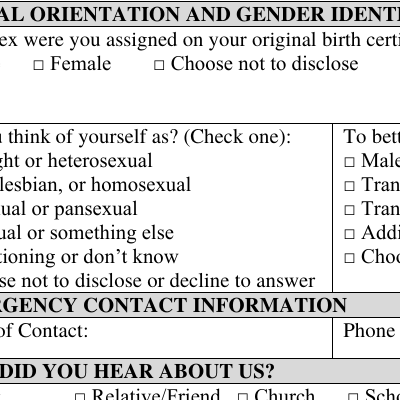 AL ORIENTATION AND GENDER IDENTI
ex were you assigned on your original birth certi
□ Female □ Choose not to disclose
u think of yourself as? (Check one): To bett
ght or heterosexual □ Male
lesbian, or homosexual □ Tran
ual or pansexual □ Tran
ual or something else □ Addi
tioning or don’t know □ Choo
se not to disclose or decline to answer
RGENCY CONTACT INFORMATION
of Contact: Phone
DID YOU HEAR ABOUT US?
□ Relative/Friend □ Church □ Scho